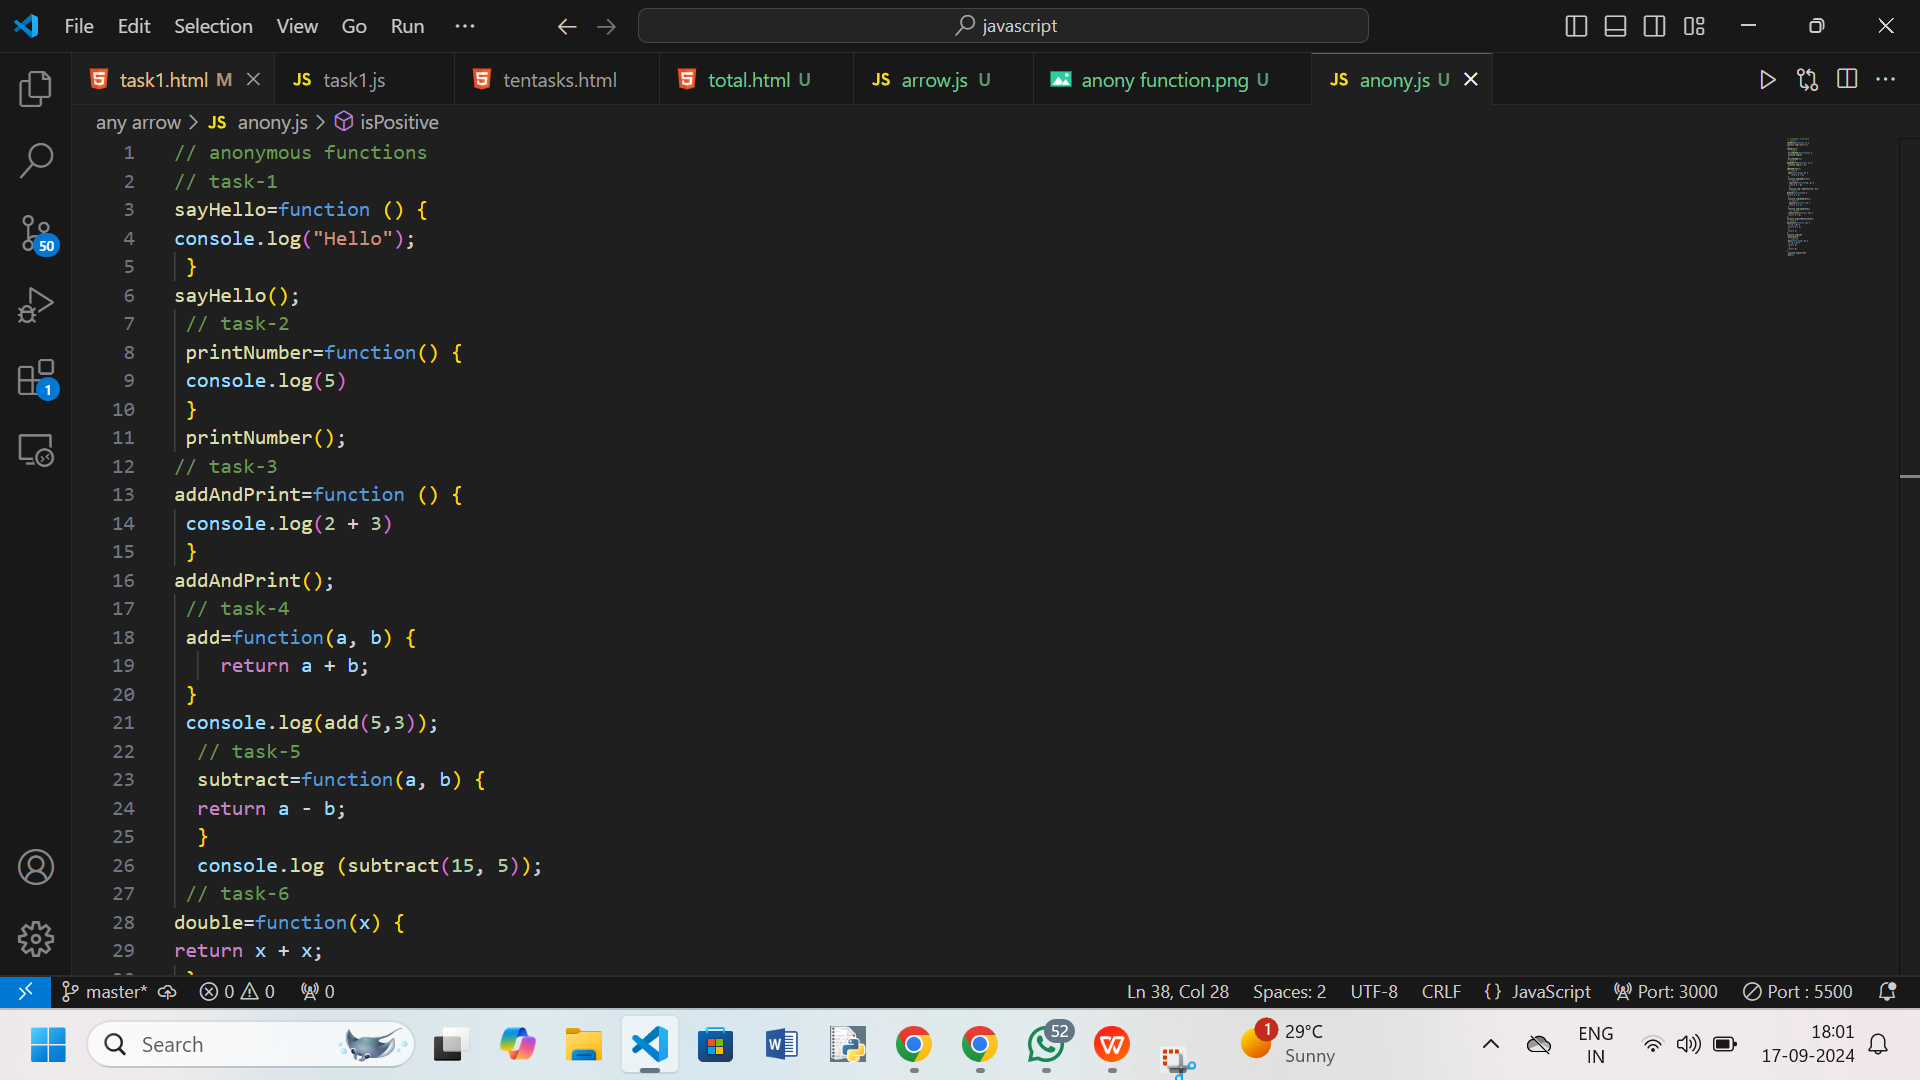 File Edit Selection View Go Run ··· javascript
task1.html M JS task1.js tentasks.html total.html U JS arrow.js U anony function.png U JS anony.js U
any arrow > JS anony.js > isPositive
1 // anonymous functions
2 // task-1
3 sayHello=function () {
4 console.log("Hello");
5 }
6 sayHello();
7 // task-2
8 printNumber=function() {
9 console.log(5)
10 }
11 printNumber();
12 // task-3
13 addAndPrint=function () {
14 console.log(2 + 3)
15 }
16 addAndPrint();
17 // task-4
18 add=function(a, b) {
19 return a + b;
20 }
21 console.log(add(5,3));
22 // task-5
23 subtract=function(a, b) {
24 return a - b;
25 }
26 console.log (subtract(15, 5));
27 // task-6
28 double=function(x) {
29 return x + x;
50
1
master* 0 0 0 Ln 38, Col 28 Spaces: 2 UTF-8 CRLF {} JavaScript Port: 3000 Port : 5500
Search 52 1 29°C Sunny ENG IN 18:01 17-09-2024